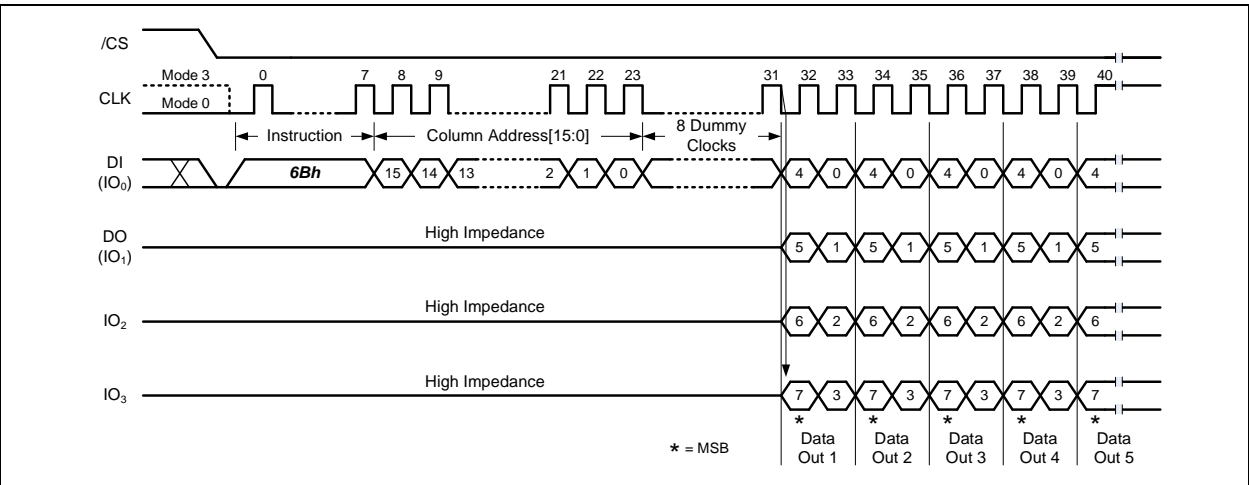 /CS
Mode 3 0 7 8 9 21 22 23 31 32 33 34 35 36 37 38 39 40
CLK
Mode 0
Instruction Column Address[15:0] 8 Dummy
Clocks
DI
(IO₀)
6Bh 15 14 13 2 1 0 4 0 4 0 4 0 4 0 4
DO
(IO₁)
High Impedance
5 1 5 1 5 1 5 1 5
High Impedance
IO₂
6 2 6 2 6 2 6 2 6
High Impedance
IO₃
7 3 7 3 7 3 7 3 7
* * * * *
* = MSB
Data Data Data Data Data
Out 1 Out 2 Out 3 Out 4 Out 5